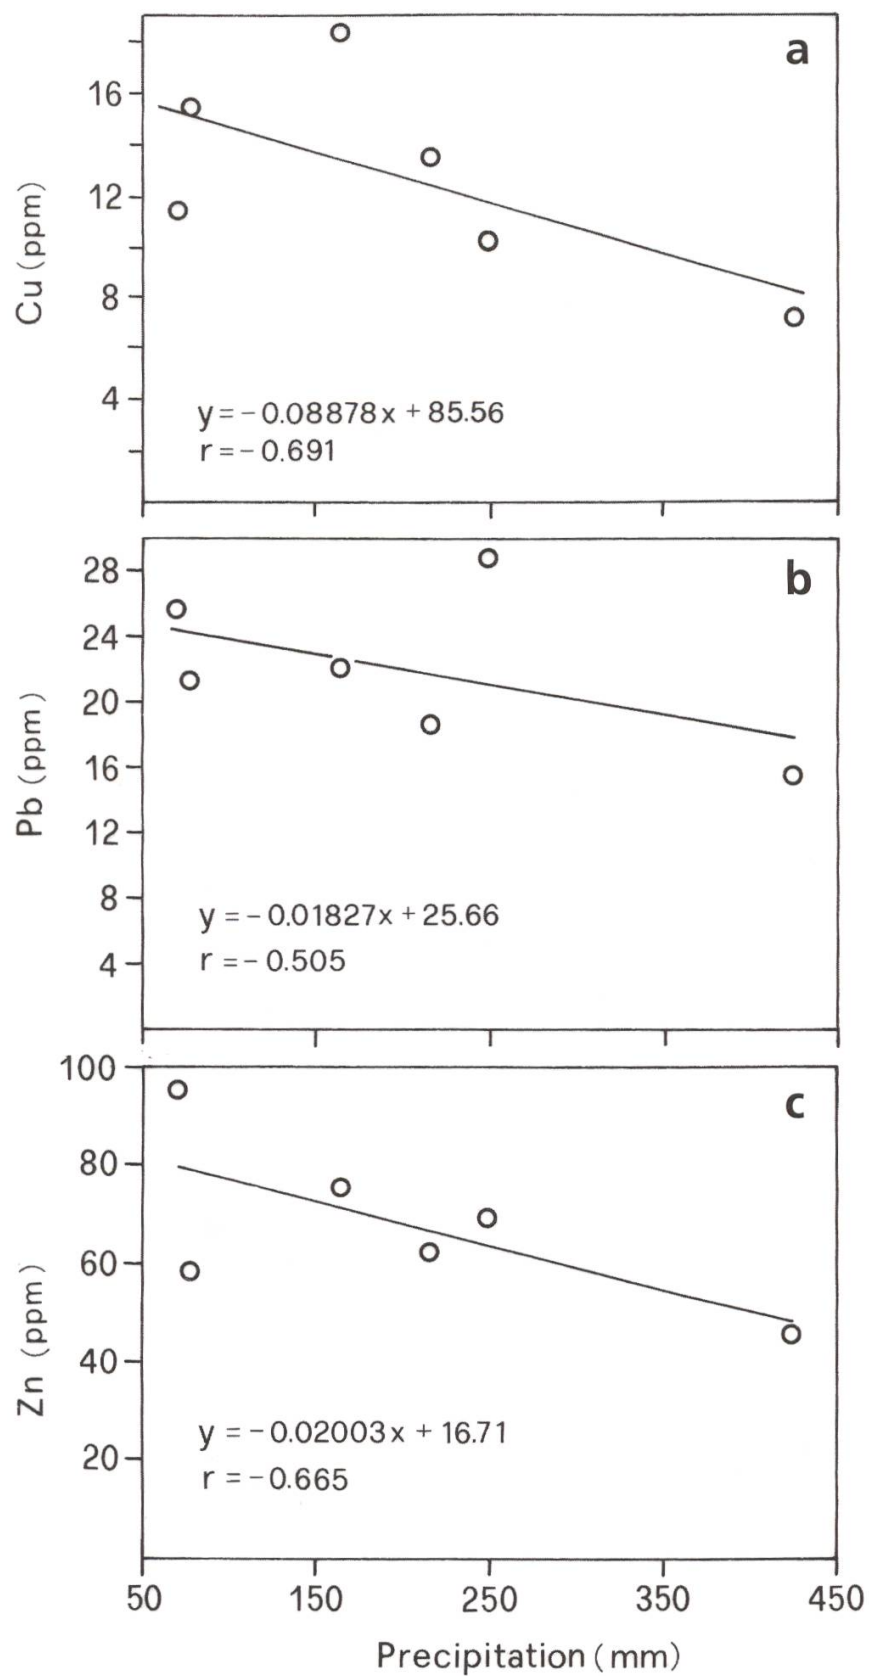 a
16
12
8
4
Cu (ppm)
y = - 0.08878x + 85.56
r = - 0.691
b
28
24
20
16
12
8
4
Pb (ppm)
y = - 0.01827x + 25.66
r = - 0.505
c
100
80
60
40
20
Zn (ppm)
y = - 0.02003x + 16.71
r = - 0.665
50 150 250 350 450
Precipitation (mm)